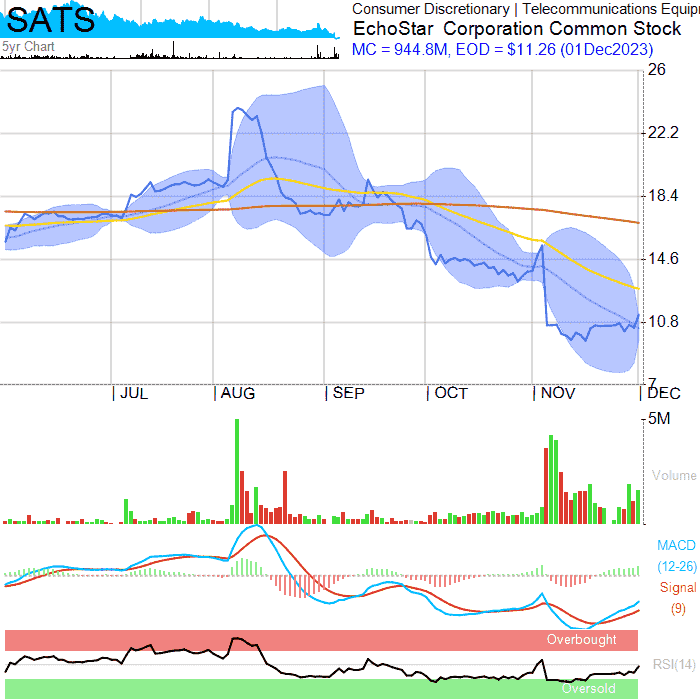 SATS
5yr Chart
Consumer Discretionary | Telecommunications Equip
EchoStar Corporation Common Stock
MC = 944.8M, EOD = $11.26 (01Dec2023)
26
22.2
18.4
14.6
10.8
7
JUL
AUG
SEP
OCT
NOV
DEC
5M
Volume
MACD
(12-26)
Signal
(9)
Overbought
RSI(14)
Oversold